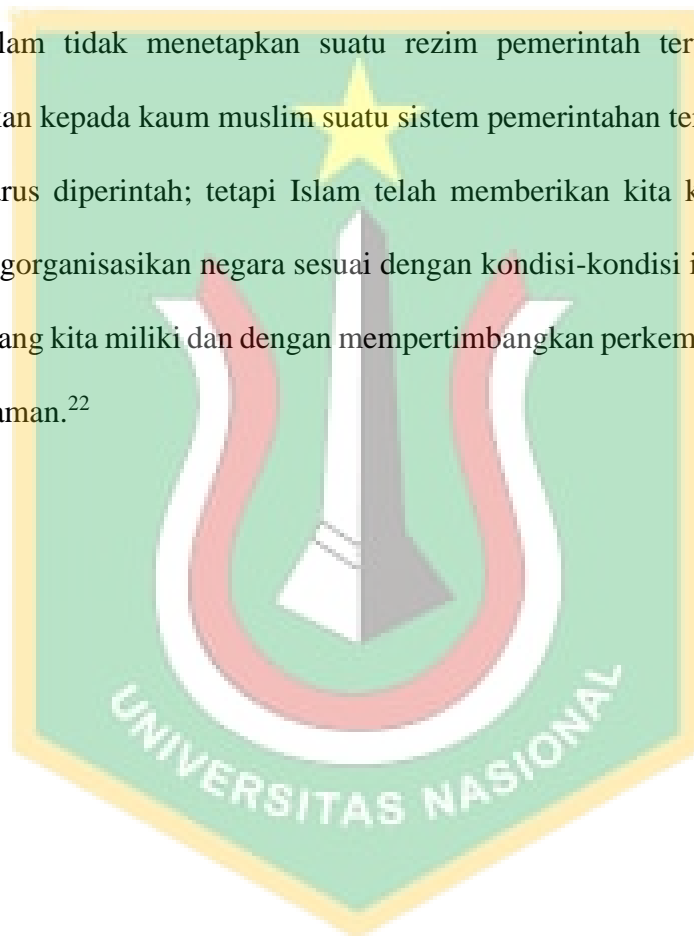 lam tidak menetapkan suatu rezim pemerintah ter
an kepada kaum muslim suatu sistem pemerintahan te
rus diperintah; tetapi Islam telah memberikan kita k
gorganisasikan negara sesuai dengan kondisi-kondisi i
ang kita miliki dan dengan mempertimbangkan perkem
aman.22
UNIVERSITAS NASIONAL